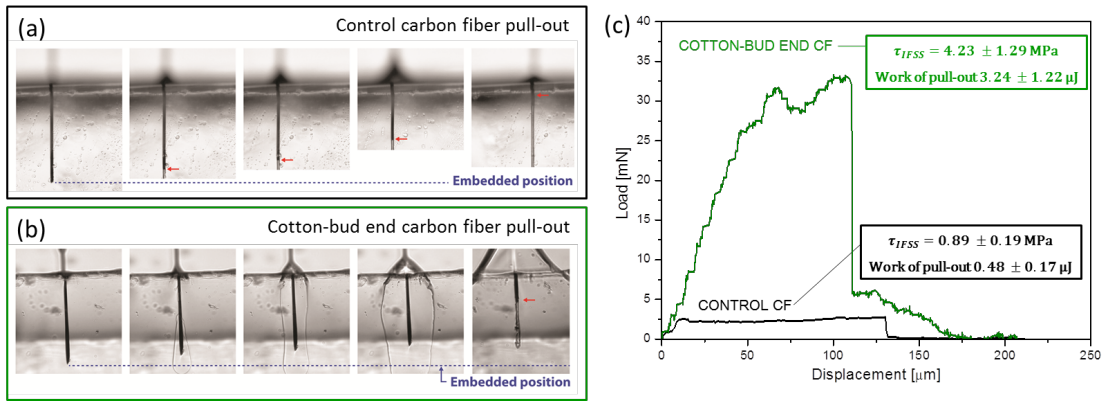 (a)
Control carbon fiber pull-out
Embedded position
(b)
Cotton-bud end carbon fiber pull-out
Embedded position
(c)
40
35
30
25
20
15
10
5
0
Load [mN]
COTTON-BUD END CF
τ_IFSS = 4.23 ± 1.29 MPa
Work of pull-out 3.24 ± 1.22 μJ
τ_IFSS = 0.89 ± 0.19 MPa
Work of pull-out 0.48 ± 0.17 μJ
CONTROL CF
0 50 100 150 200 250
Displacement [μm]